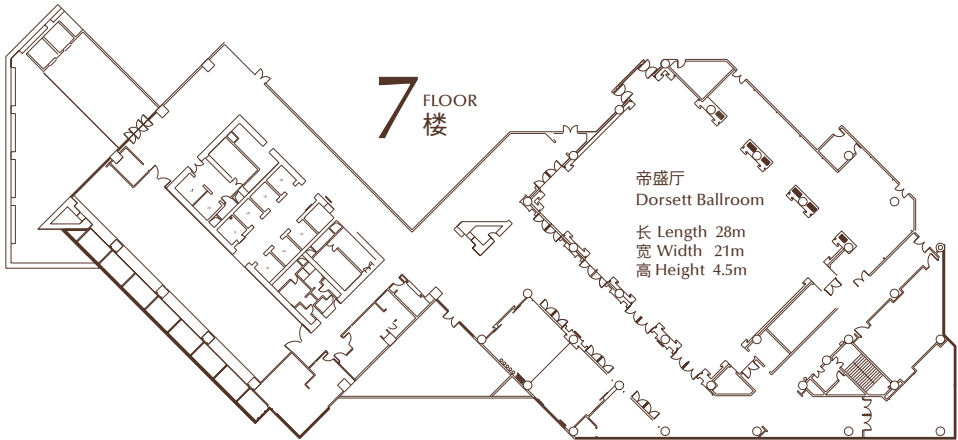 7 FLOOR
楼
帝盛厅
Dorsett Ballroom
长 Length 28m
宽 Width 21m
高 Height 4.5m